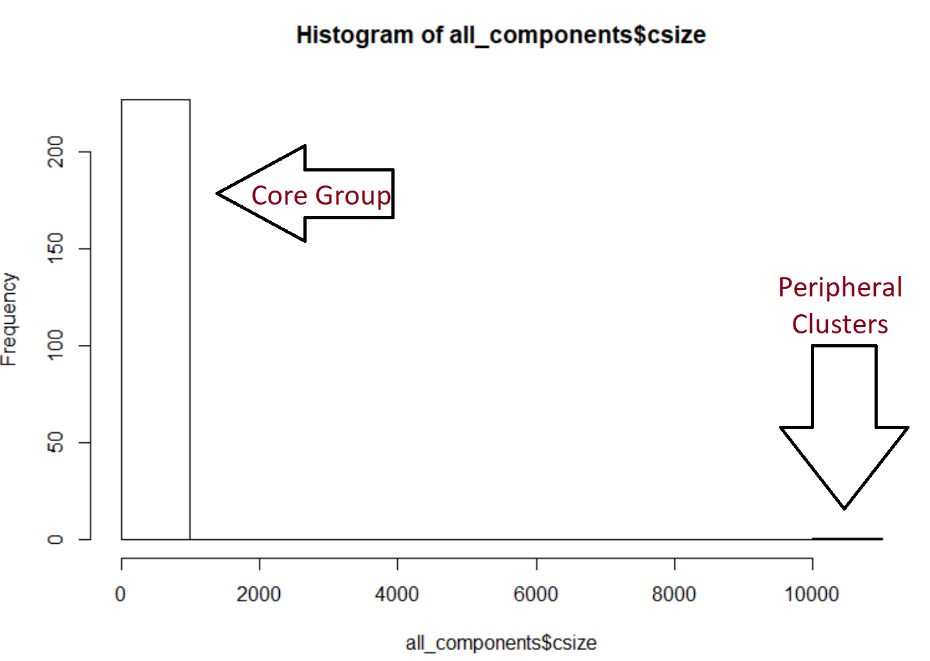 Histogram of all_components$csize
Frequency
200
150
100
50
0
Core Group
Peripheral
Clusters
0 2000 4000 6000 8000 10000
all_components$csize